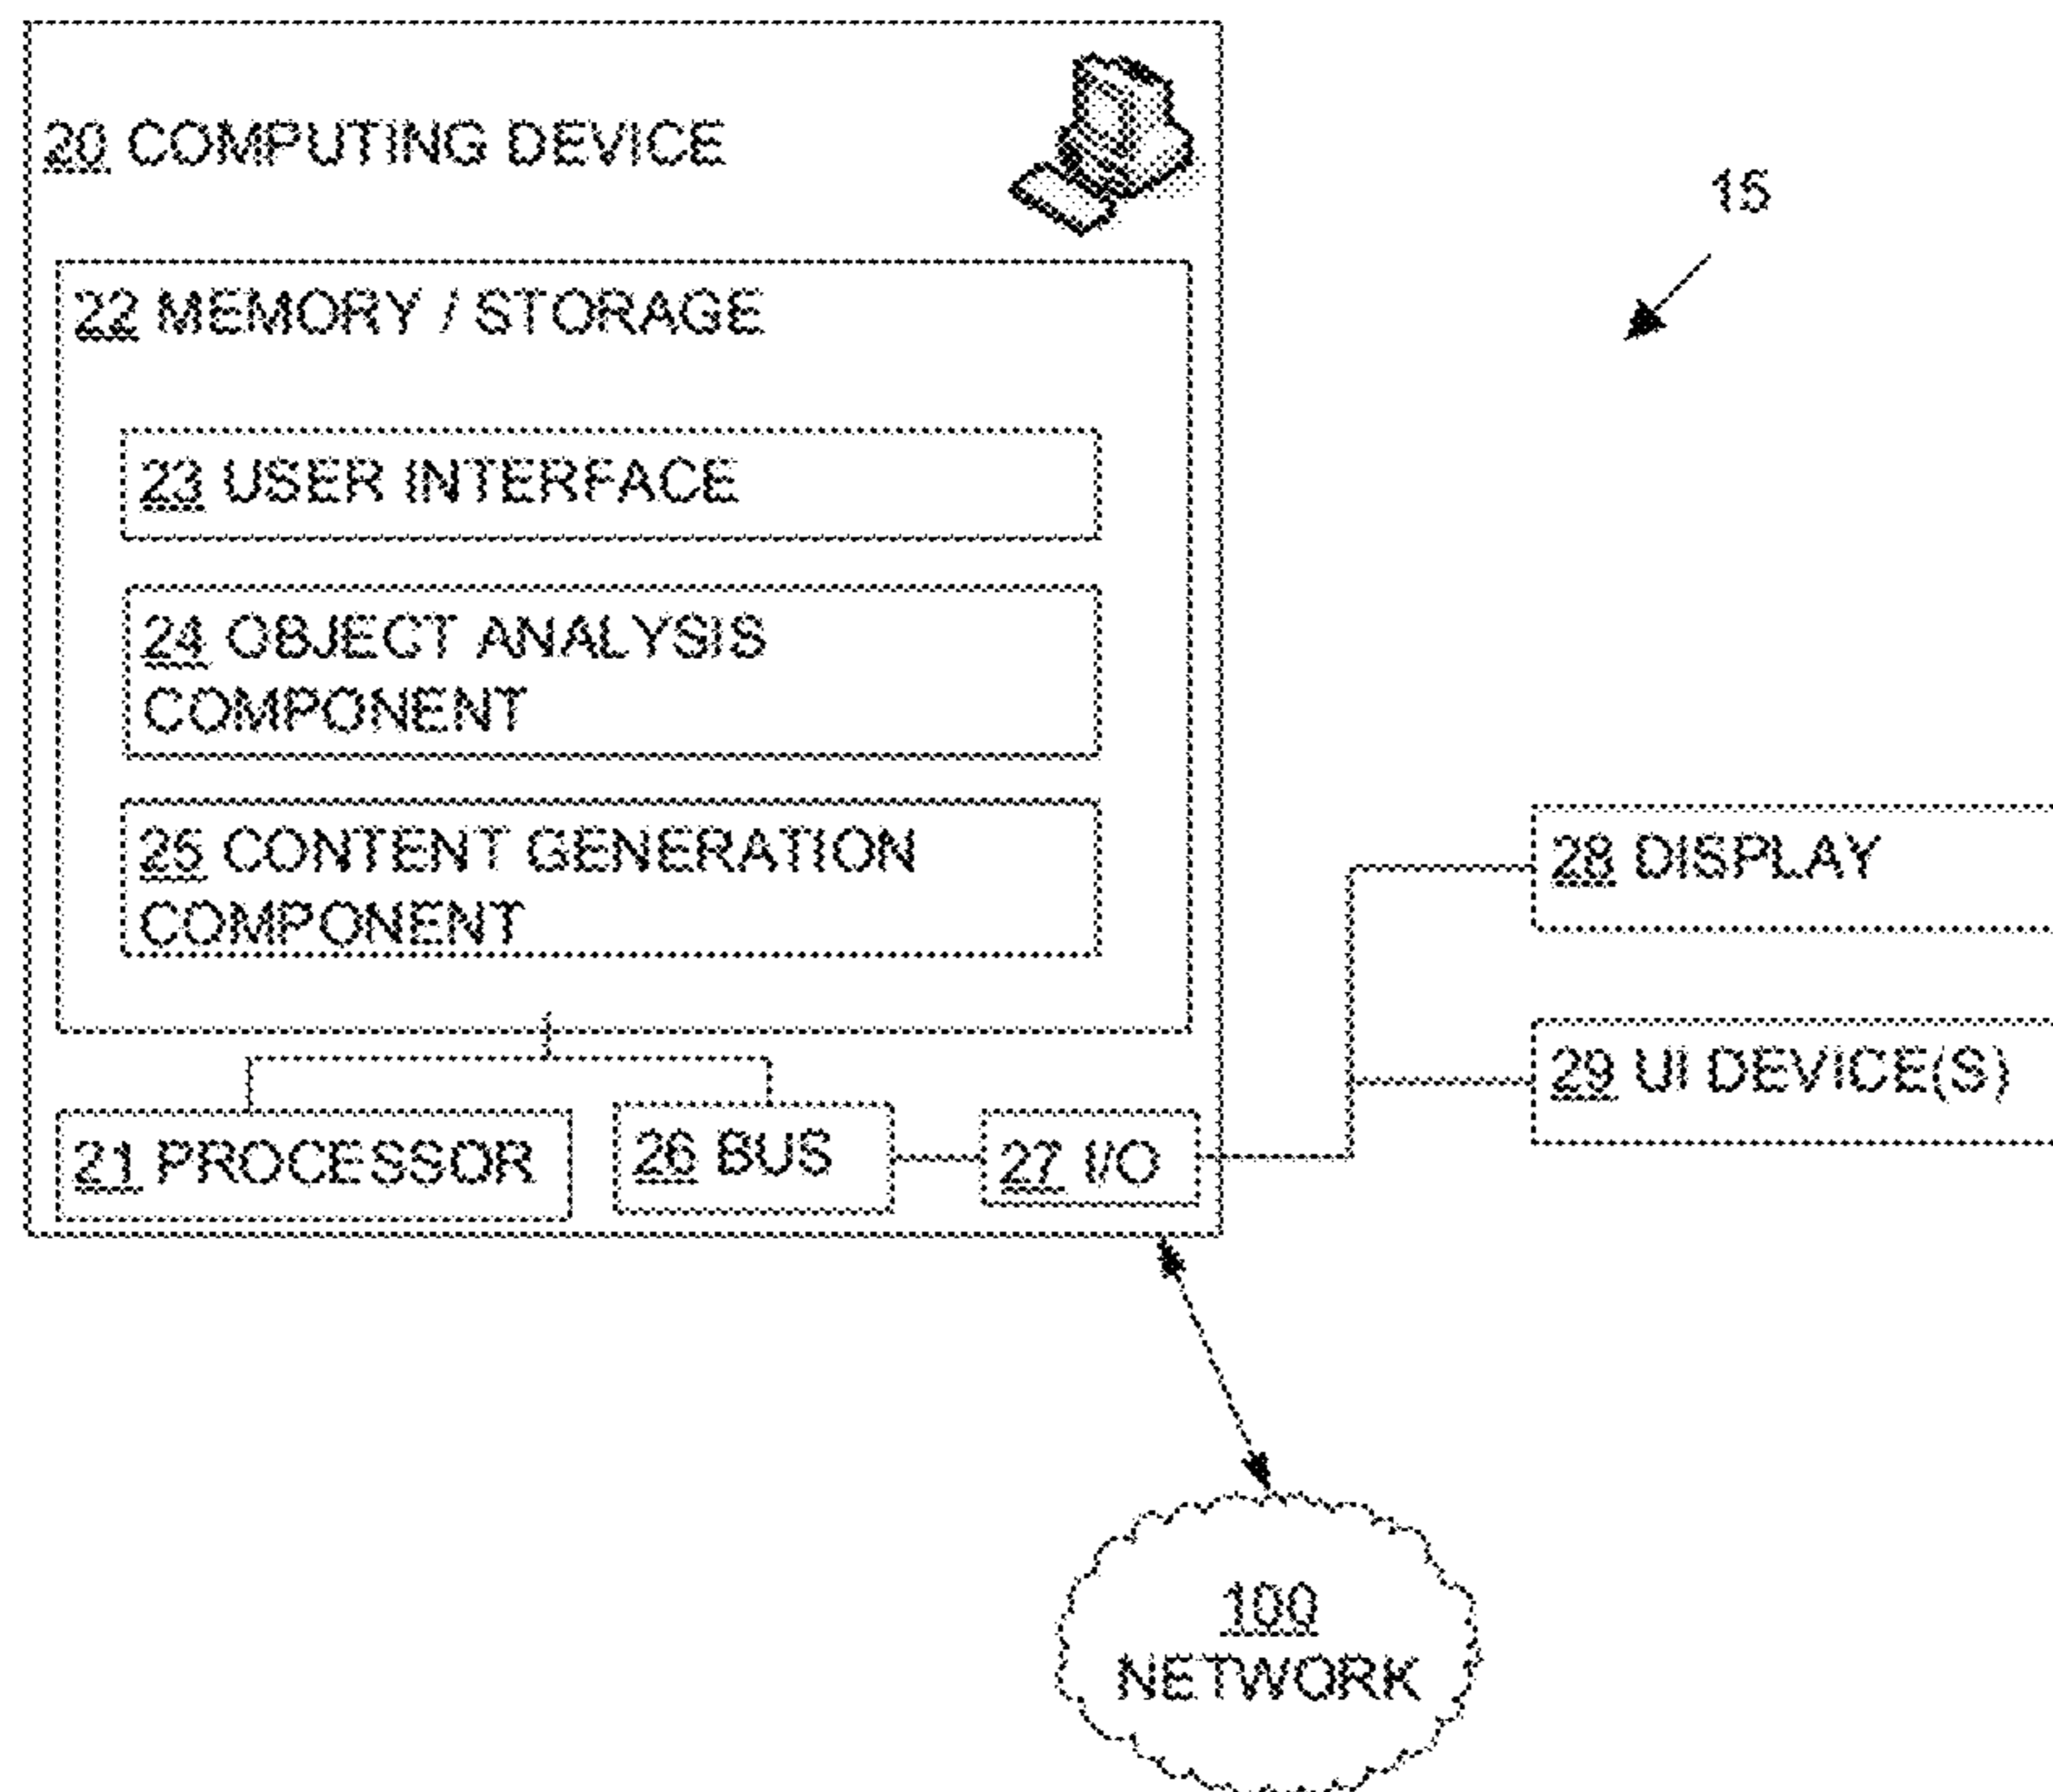 20 COMPUTING DEVICE
15
22 MEMORY / STORAGE
23 USER INTERFACE
24 OBJECT ANALYSIS
COMPONENT
25 CONTENT GENERATION
COMPONENT
28 DISPLAY
29 UI DEVICE(S)
21 PROCESSOR
26 BUS
27 I/O
100
NETWORK